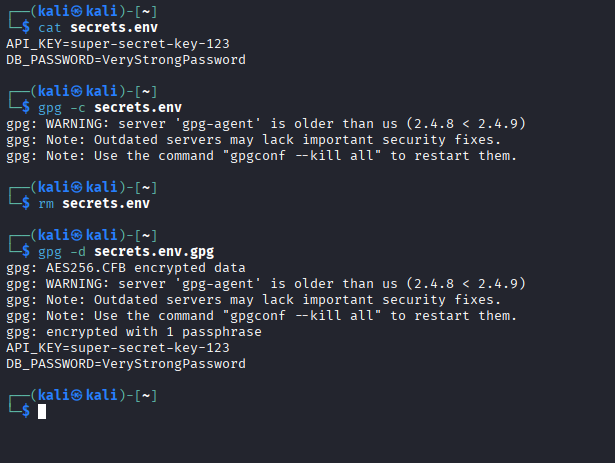 ┌──(kali㉿kali)-[~]
└─$ cat secrets.env
API_KEY=super-secret-key-123
DB_PASSWORD=VeryStrongPassword
┌──(kali㉿kali)-[~]
└─$ gpg -c secrets.env
gpg: WARNING: server 'gpg-agent' is older than us (2.4.8 < 2.4.9)
gpg: Note: Outdated servers may lack important security fixes.
gpg: Note: Use the command "gpgconf --kill all" to restart them.
┌──(kali㉿kali)-[~]
└─$ rm secrets.env
┌──(kali㉿kali)-[~]
└─$ gpg -d secrets.env.gpg
gpg: AES256.CFB encrypted data
gpg: WARNING: server 'gpg-agent' is older than us (2.4.8 < 2.4.9)
gpg: Note: Outdated servers may lack important security fixes.
gpg: Note: Use the command "gpgconf --kill all" to restart them.
gpg: encrypted with 1 passphrase
API_KEY=super-secret-key-123
DB_PASSWORD=VeryStrongPassword
┌──(kali㉿kali)-[~]
└─$